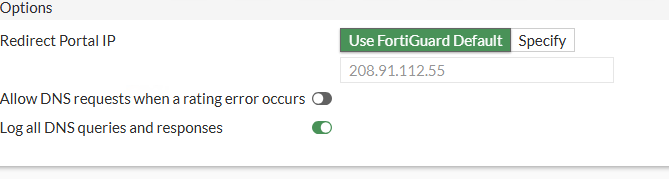 Options
Redirect Portal IP
Use FortiGuard Default Specify
208.91.112.55
Allow DNS requests when a rating error occurs
Log all DNS queries and responses